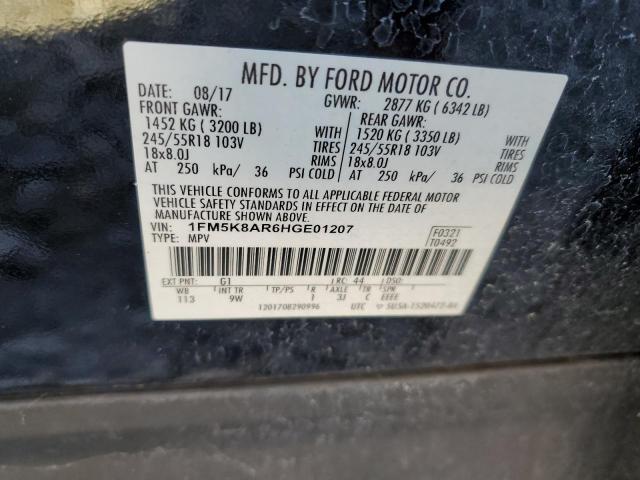 MFD. BY FORD MOTOR CO.
DATE: 08/17 GVWR: 2877 KG ( 6342 LB)
FRONT GAWR: REAR GAWR:
1452 KG ( 3200 LB) WITH 1520 KG ( 3350 LB) WITH
245/55R18 103V TIRES 245/55R18 103V TIRES
18x8.0J RIMS 18x8.0J RIMS
AT 250 kPa/ 36 PSI COLD AT 250 kPa/ 36 PSI COLD
THIS VEHICLE CONFORMS TO ALL APPLICABLE FEDERAL MOTOR
VEHICLE SAFETY STANDARDS IN EFFECT ON THE DATE OF
MANUFACTURE SHOWN ABOVE.
VIN: 1FM5K8AR6HGE01207 F0321
TYPE: MPV T0492
EXT PNT: G1 RC: 44 DSO:
WB INT TR TP/PS R AXLE TR SPR
113 9W 1 3J C EEEE
1201708290996 UTC